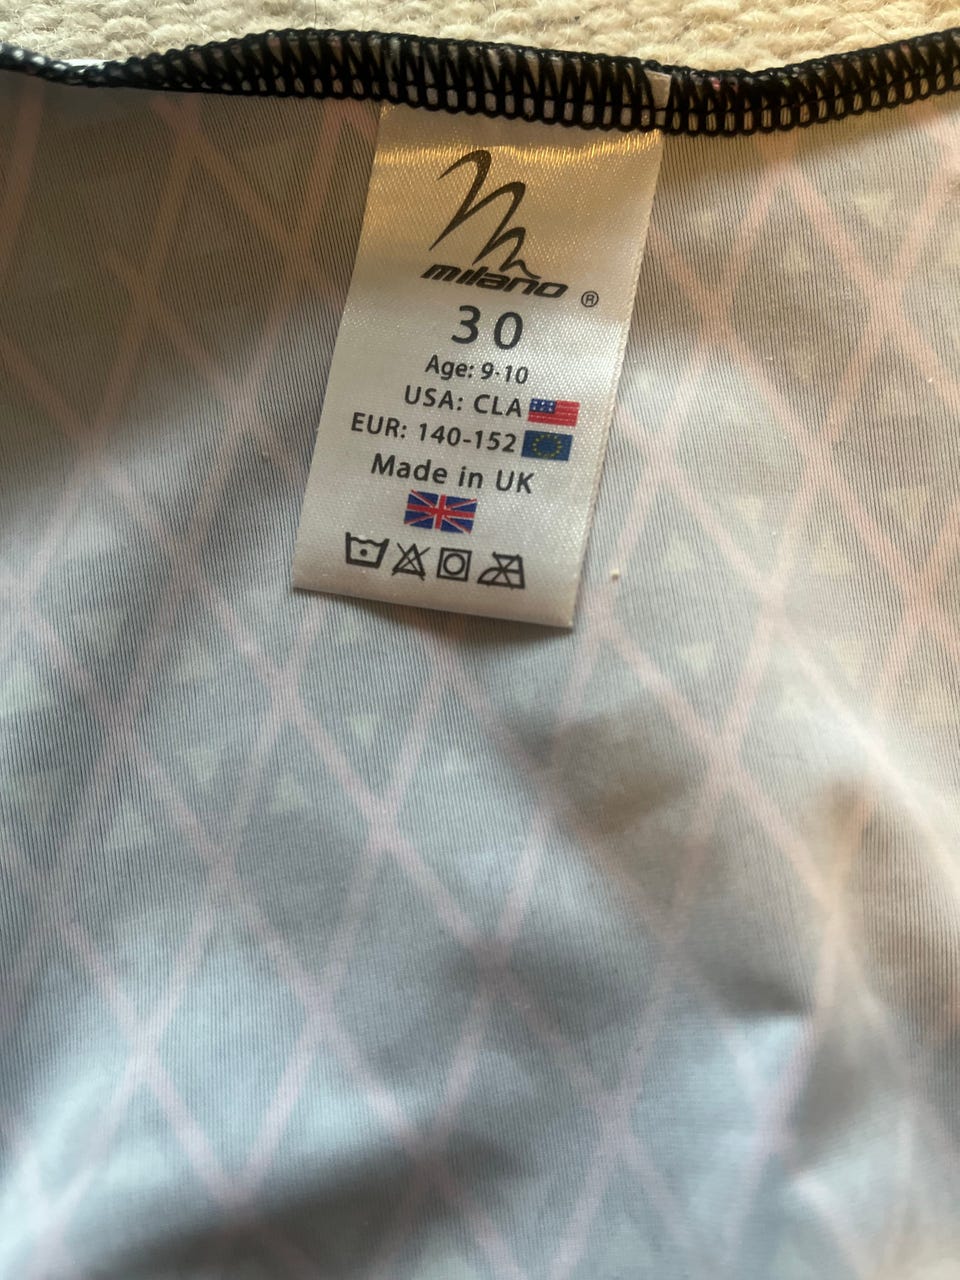 milano ®
30
Age: 9-10
USA: CLA
EUR: 140-152
Made in UK